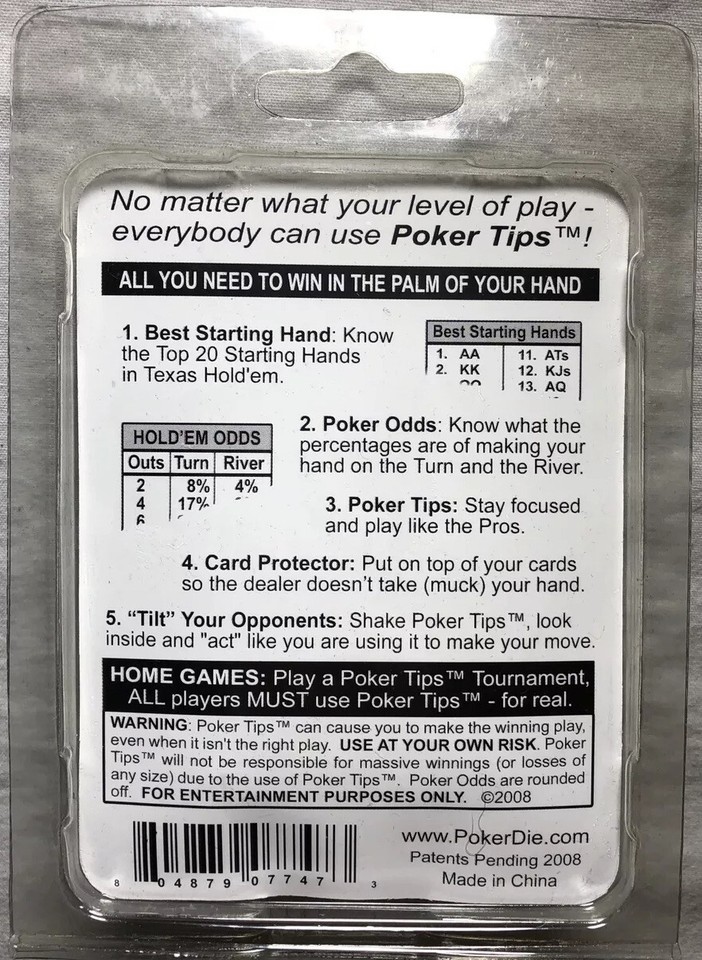 No matter what your level of play -
everybody can use Poker Tips™!
ALL YOU NEED TO WIN IN THE PALM OF YOUR HAND
1. Best Starting Hand: Know
the Top 20 Starting Hands
in Texas Hold'em.
Best Starting Hands
1. AA 11. ATs
2. KK 12. KJs
13. AQ
HOLD'EM ODDS
Outs Turn River
2 8% 4%
4 17%
6
2. Poker Odds: Know what the
percentages are of making your
hand on the Turn and the River.
3. Poker Tips: Stay focused
and play like the Pros.
4. Card Protector: Put on top of your cards
so the dealer doesn't take (muck) your hand.
5. “Tilt” Your Opponents: Shake Poker Tips™, look
inside and "act" like you are using it to make your move.
HOME GAMES: Play a Poker Tips™ Tournament,
ALL players MUST use Poker Tips™ - for real.
WARNING: Poker Tips™ can cause you to make the winning play,
even when it isn't the right play. USE AT YOUR OWN RISK. Poker
Tips™ will not be responsible for massive winnings (or losses of
any size) due to the use of Poker Tips™. Poker Odds are rounded
off. FOR ENTERTAINMENT PURPOSES ONLY. ©2008
8 04879 07747 3
www.PokerDie.com
Patents Pending 2008
Made in China